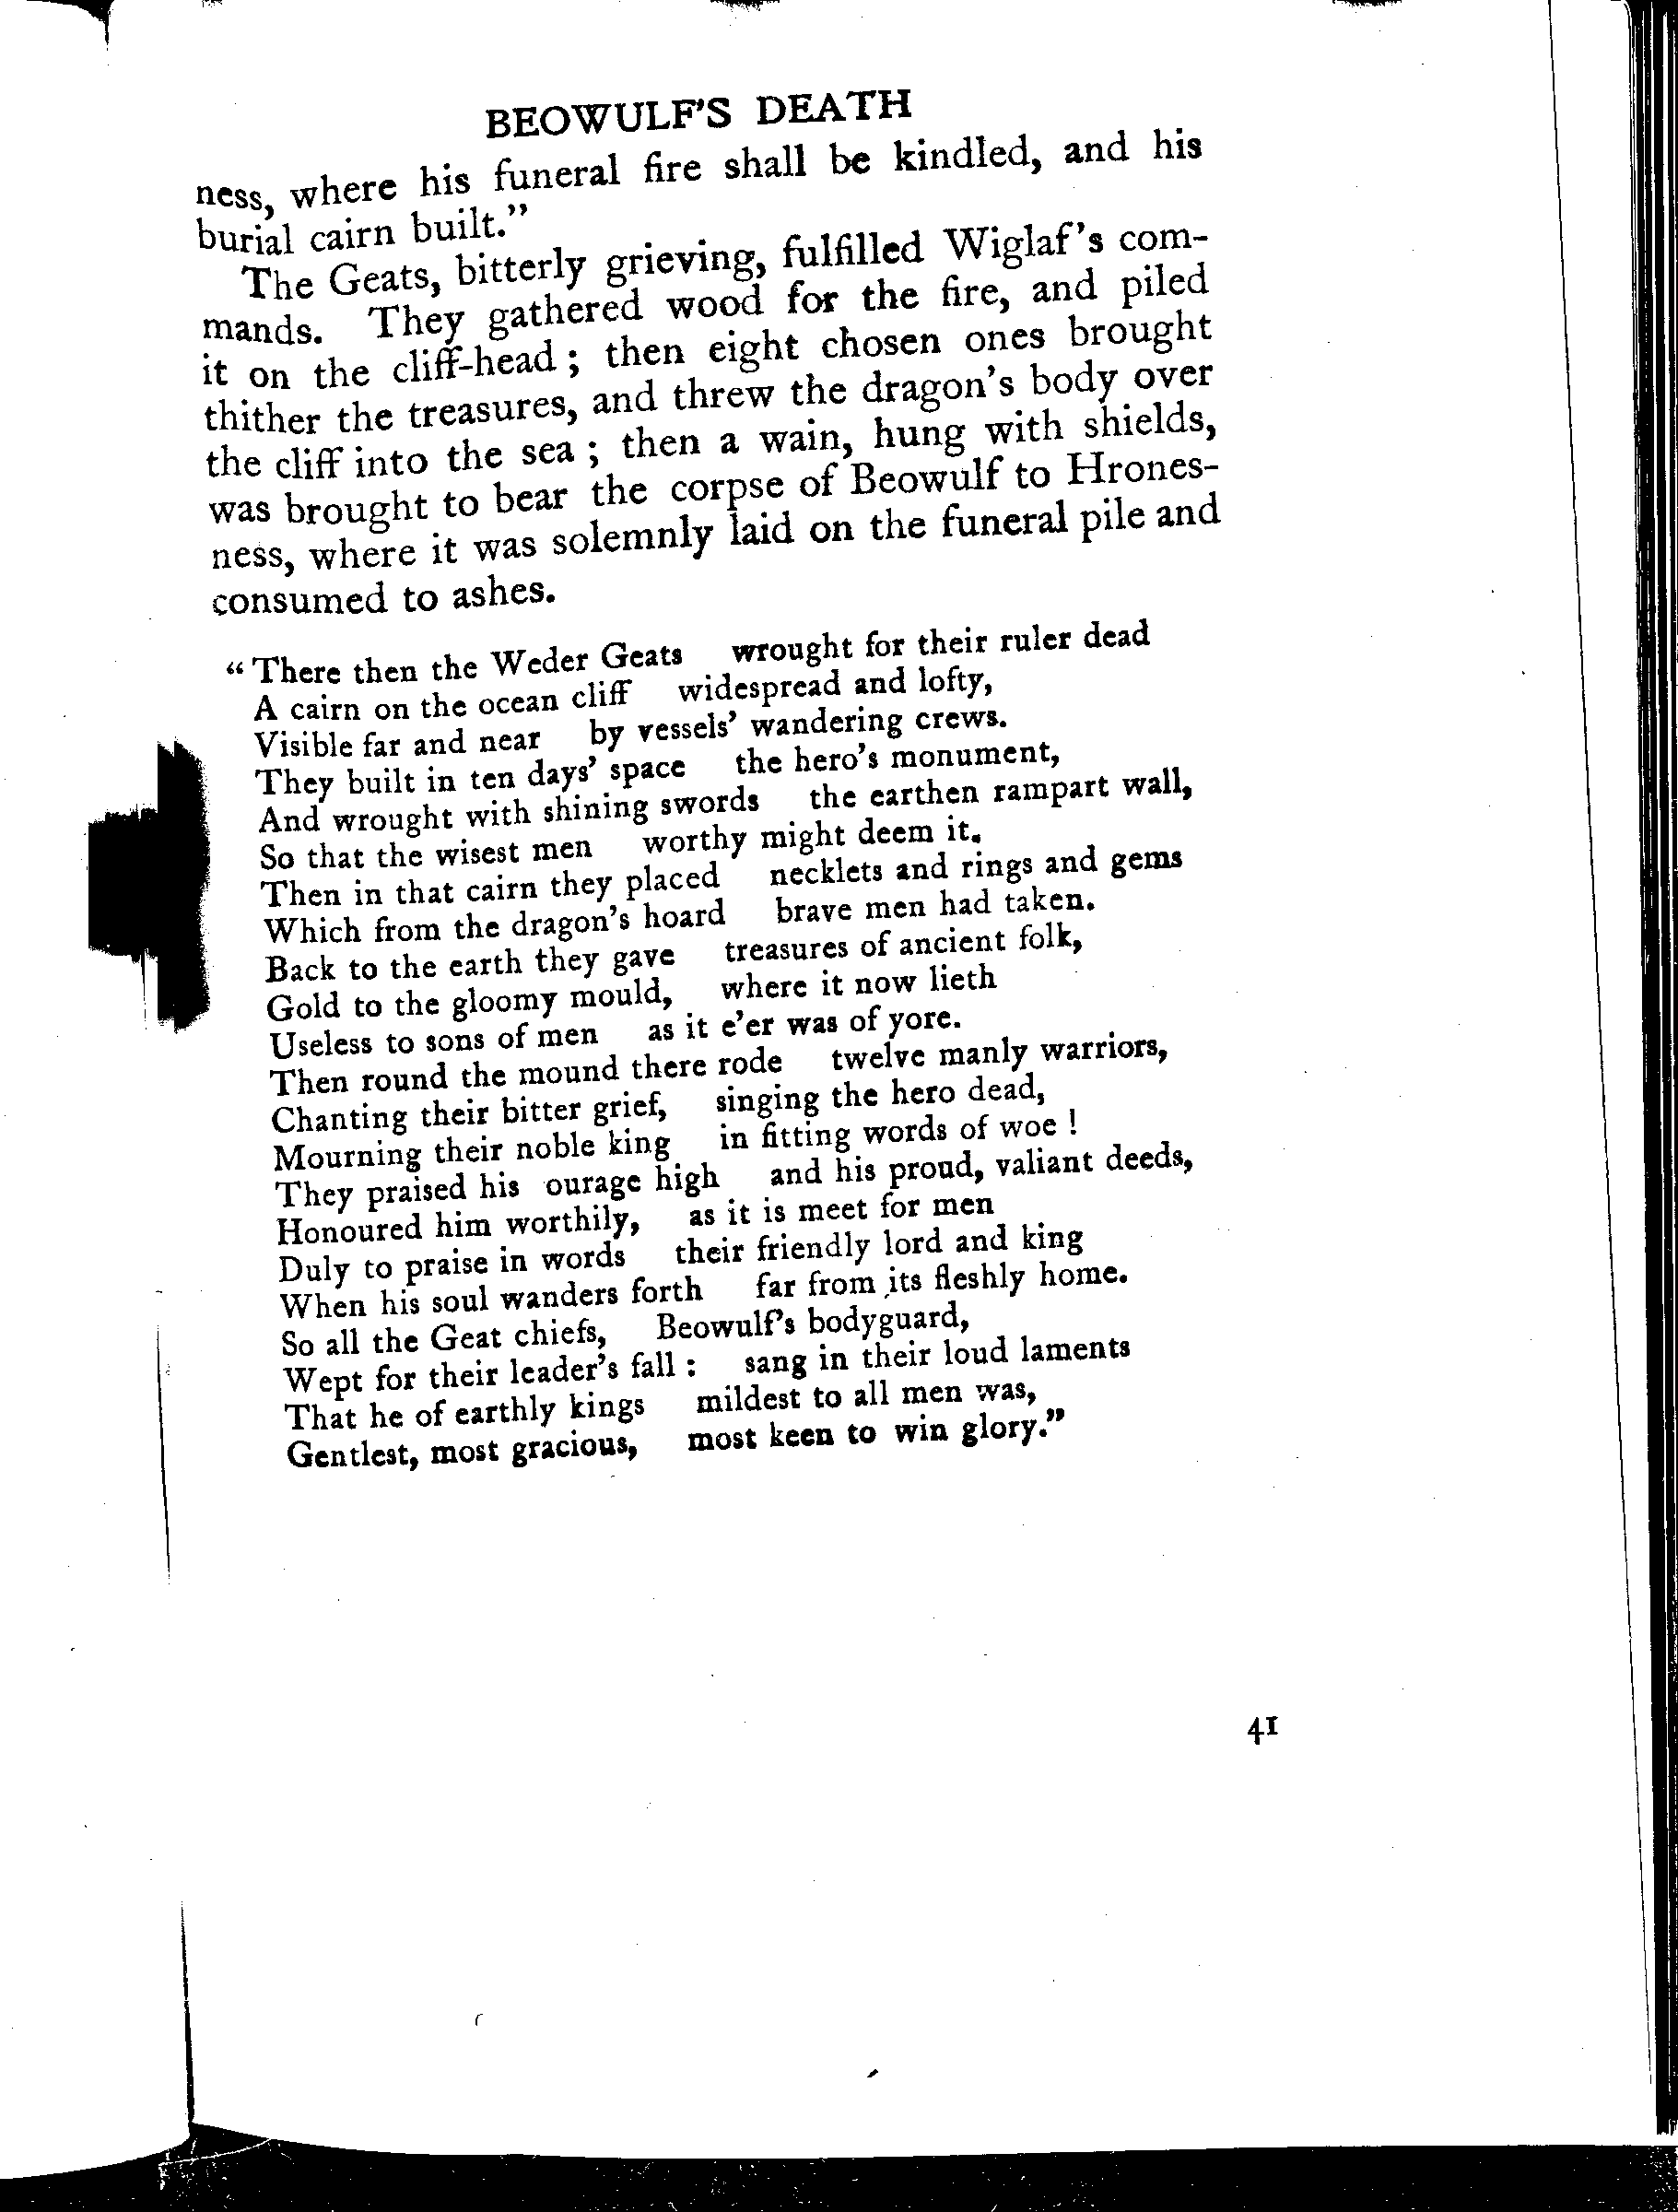 BEOWULF'S DEATH
ness, where his funeral fire shall be kindled, and his
burial cairn built.”
The Geats, bitterly grieving, fulfilled Wiglaf's com-
mands. They gathered wood for the fire, and piled
it on the cliff-head ; then eight chosen ones brought
thither the treasures, and threw the dragon's body over
the cliff into the sea ; then a wain, hung with shields,
was brought to bear the corpse of Beowulf to Hrones-
ness, where it was solemnly laid on the funeral pile and
consumed to ashes.
“ There then the Weder Geats wrought for their ruler dead
A cairn on the ocean cliff widespread and lofty,
Visible far and near by vessels' wandering crews.
They built in ten days' space the hero's monument,
And wrought with shining swords the earthen rampart wall,
So that the wisest men worthy might deem it.
Then in that cairn they placed necklets and rings and gems
Which from the dragon's hoard brave men had taken.
Back to the earth they gave treasures of ancient folk,
Gold to the gloomy mould, where it now lieth
Useless to sons of men as it e'er was of yore.
Then round the mound there rode twelve manly warriors,
Chanting their bitter grief, singing the hero dead,
Mourning their noble king in fitting words of woe !
They praised his ourage high and his proud, valiant deeds,
Honoured him worthily, as it is meet for men
Duly to praise in words their friendly lord and king
When his soul wanders forth far from its fleshly home.
So all the Geat chiefs, Beowulf's bodyguard,
Wept for their leader's fall : sang in their loud laments
That he of earthly kings mildest to all men was,
Gentlest, most gracious, most keen to win glory.”
41